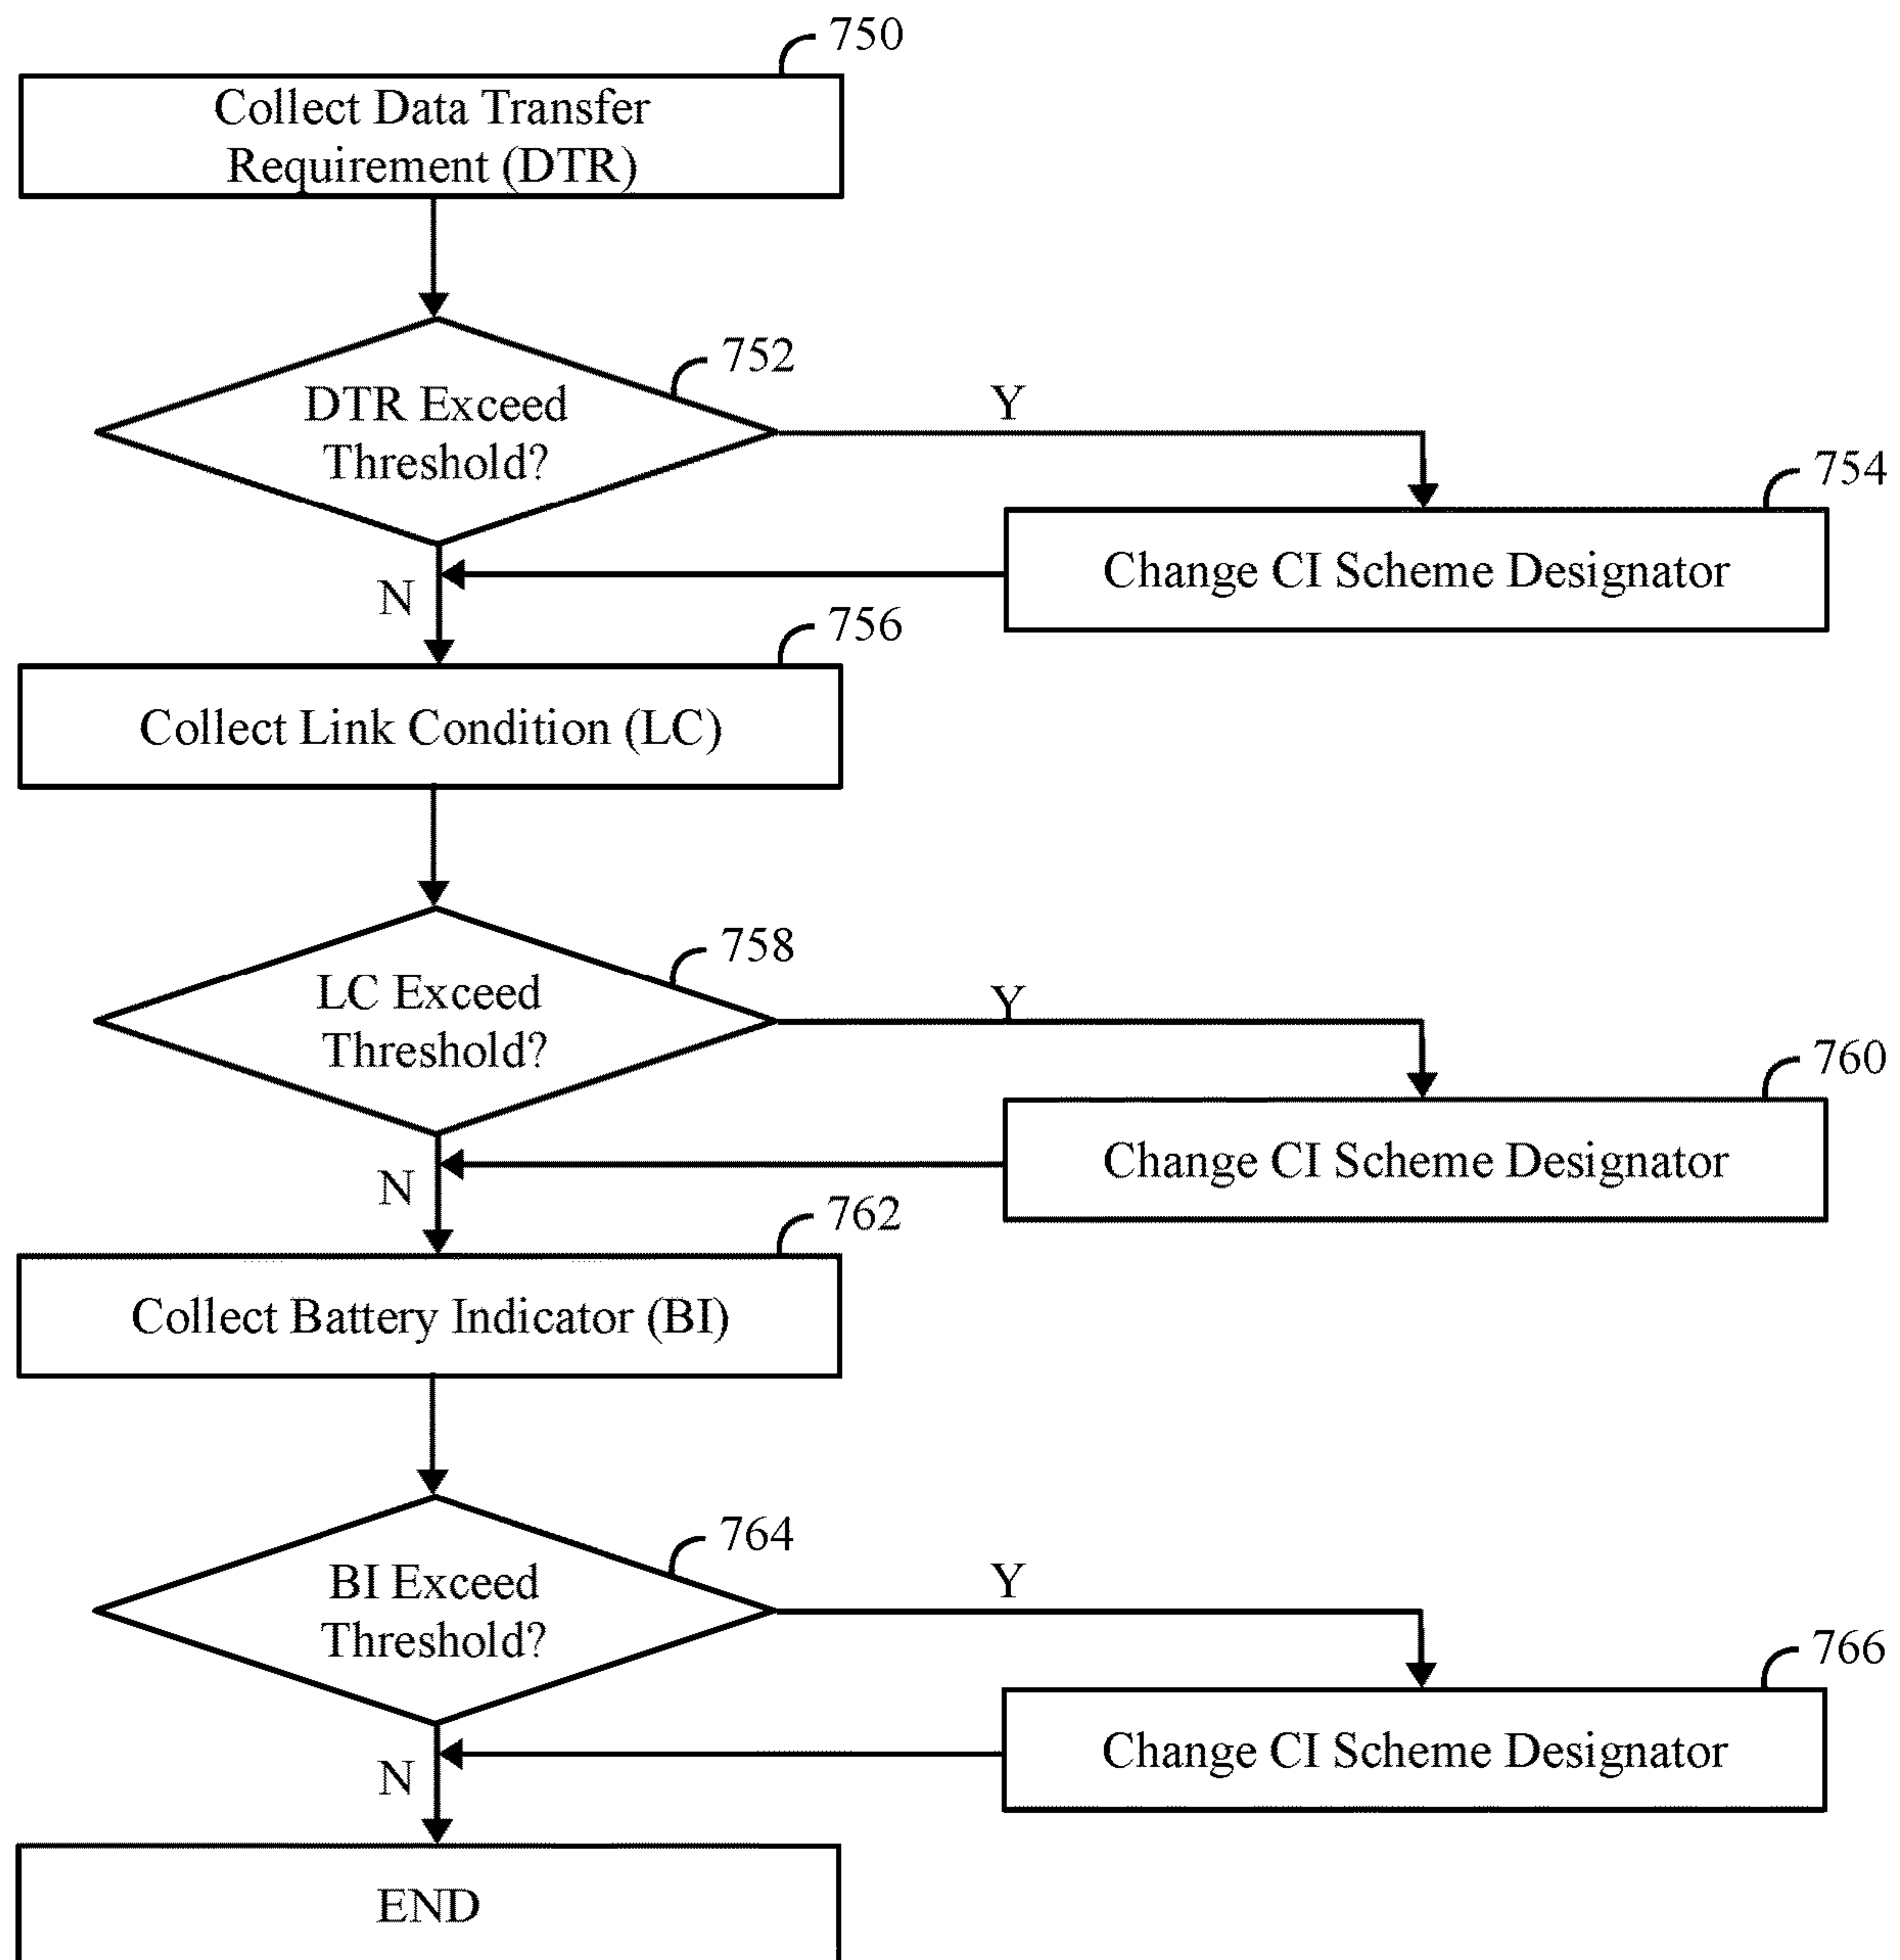 750
Collect Data Transfer
Requirement (DTR)
752
DTR Exceed
Threshold?
Y
754
Change CI Scheme Designator
N
756
Collect Link Condition (LC)
758
LC Exceed
Threshold?
Y
760
Change CI Scheme Designator
N
762
Collect Battery Indicator (BI)
764
BI Exceed
Threshold?
Y
766
Change CI Scheme Designator
N
END